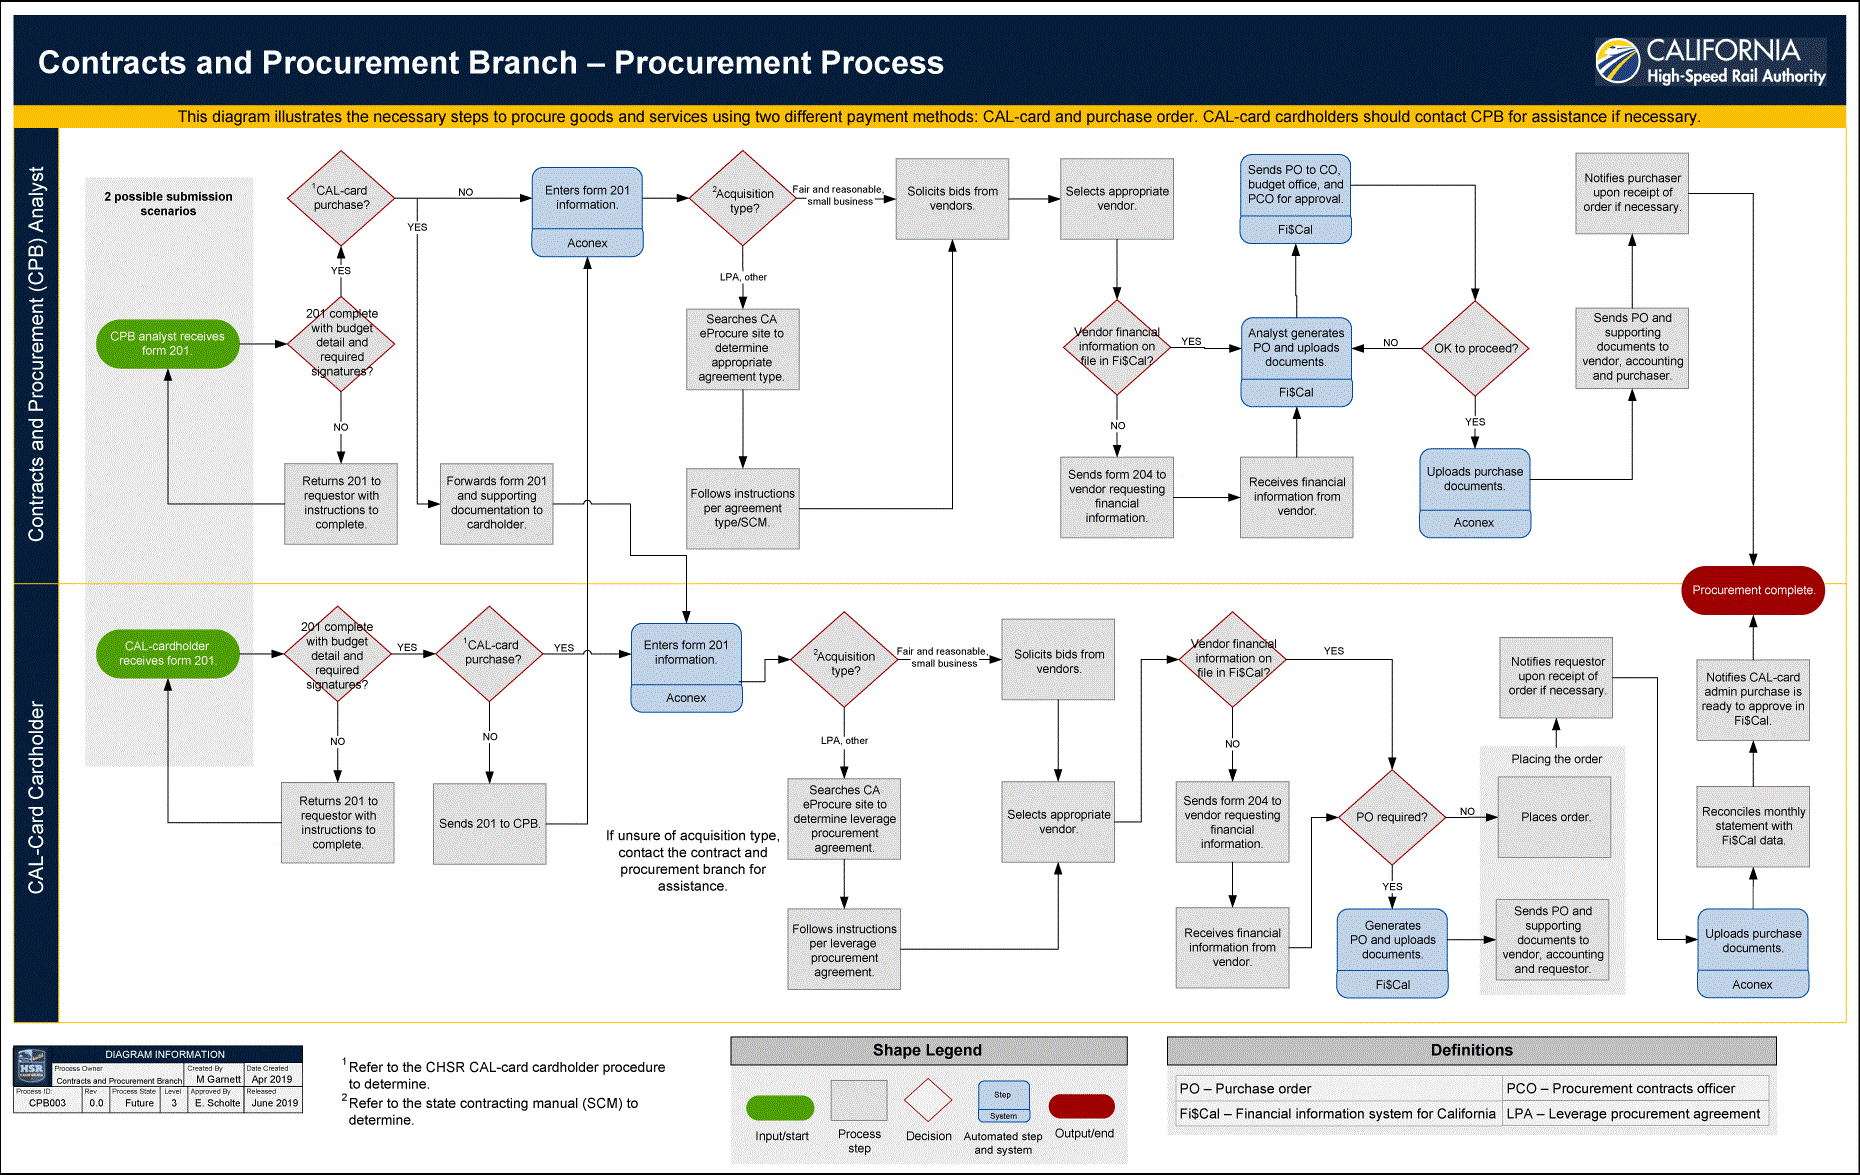 Contracts and Procurement Branch – Procurement Process
CALIFORNIA
High-Speed Rail Authority
This diagram illustrates the necessary steps to procure goods and services using two different payment methods: CAL-card and purchase order. CAL-card cardholders should contact CPB for assistance if necessary.
Contracts and Procurement (CPB) Analyst
2 possible submission
scenarios
CPB analyst receives
form 201.
201 complete
with budget
detail and
required
signatures?
YES
NO
Returns 201 to
requestor with
instructions to
complete.
1CAL-card
purchase?
NO
YES
Forwards form 201
and supporting
documentation to
cardholder.
Enters form 201
information.
Aconex
2Acquisition
type?
Fair and reasonable,
small business
LPA, other
Searches CA
eProcure site to
determine
appropriate
agreement type.
Follows instructions
per agreement
type/SCM.
Solicits bids from
vendors.
Selects appropriate
vendor.
Vendor financial
information on
file in Fi$Cal?
YES
NO
Sends form 204 to
vendor requesting
financial
information.
Receives financial
information from
vendor.
Analyst generates
PO and uploads
documents.
Fi$Cal
Sends PO to CO,
budget office, and
PCO for approval.
Fi$Cal
OK to proceed?
NO
YES
Uploads purchase
documents.
Aconex
Sends PO and
supporting
documents to
vendor, accounting
and purchaser.
Notifies purchaser
upon receipt of
order if necessary.
Procurement complete.
CAL-Card Cardholder
CAL-cardholder
receives form 201.
201 complete
with budget
detail and
required
signatures?
YES
NO
Returns 201 to
requestor with
instructions to
complete.
1CAL-card
purchase?
YES
NO
Sends 201 to CPB.
Enters form 201
information.
Aconex
If unsure of acquisition type,
contact the contract and
procurement branch for
assistance.
2Acquisition
type?
Fair and reasonable,
small business
LPA, other
Searches CA
eProcure site to
determine leverage
procurement
agreement.
Follows instructions
per leverage
procurement
agreement.
Solicits bids from
vendors.
Selects appropriate
vendor.
Vendor financial
information on
file in Fi$Cal?
YES
NO
Sends form 204 to
vendor requesting
financial
information.
Receives financial
information from
vendor.
PO required?
NO
YES
Generates
PO and uploads
documents.
Fi$Cal
Placing the order
Places order.
Sends PO and
supporting
documents to
vendor, accounting
and requestor.
Notifies requestor
upon receipt of
order if necessary.
Uploads purchase
documents.
Aconex
Reconciles monthly
statement with
Fi$Cal data.
Notifies CAL-card
admin purchase is
ready to approve in
Fi$Cal.
HSR
DIAGRAM INFORMATION
Process Owner
Contracts and Procurement Branch
Created By
M Garnett
Date Created
Apr 2019
Process ID:
CPB003
Rev
0.0
Process State
Future
Level
3
Approved By
E. Scholte
Released
June 2019
1 Refer to the CHSR CAL-card cardholder procedure
to determine.
2 Refer to the state contracting manual (SCM) to
determine.
Shape Legend
Input/start
Process
step
Decision
Step
System
Automated step
and system
Output/end
Definitions
PO – Purchase order
PCO – Procurement contracts officer
Fi$Cal – Financial information system for California
LPA – Leverage procurement agreement